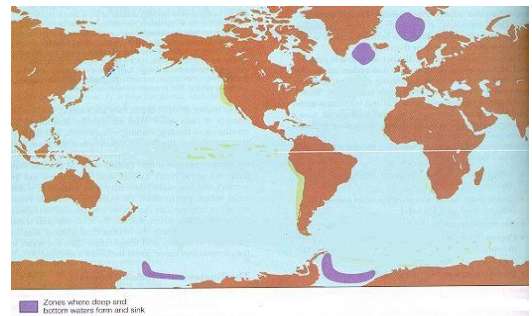 Zones where deep and
bottom waters form and sink